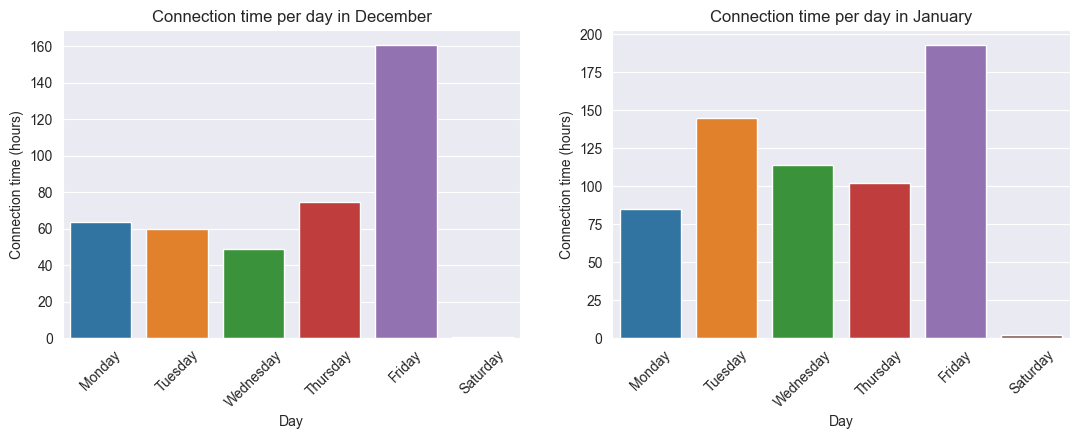 Connection time per day in December
Connection time (hours)
160
140
120
100
80
60
40
20
0
Monday
Tuesday
Wednesday
Thursday
Friday
Saturday
Day
Connection time per day in January
Connection time (hours)
200
175
150
125
100
75
50
25
0
Monday
Tuesday
Wednesday
Thursday
Friday
Saturday
Day